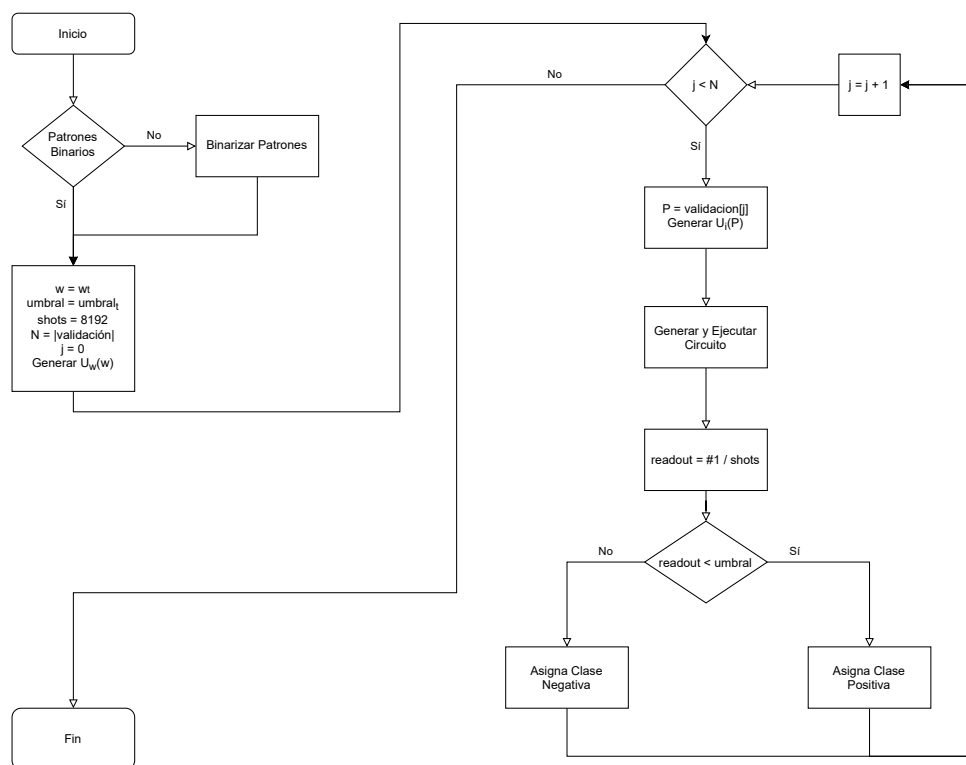 Inicio
Patrones
Binarios
No
Binarizar Patrones
Sí
w = wt
umbral = umbralt
shots = 8192
N = |validación|
j = 0
Generar Uw(w)
j < N
No
j = j + 1
Sí
P = validacion[j]
Generar Ui(P)
Generar y Ejecutar
Circuito
readout = #1 / shots
readout < umbral
No
Sí
Asigna Clase
Negativa
Asigna Clase
Positiva
Fin